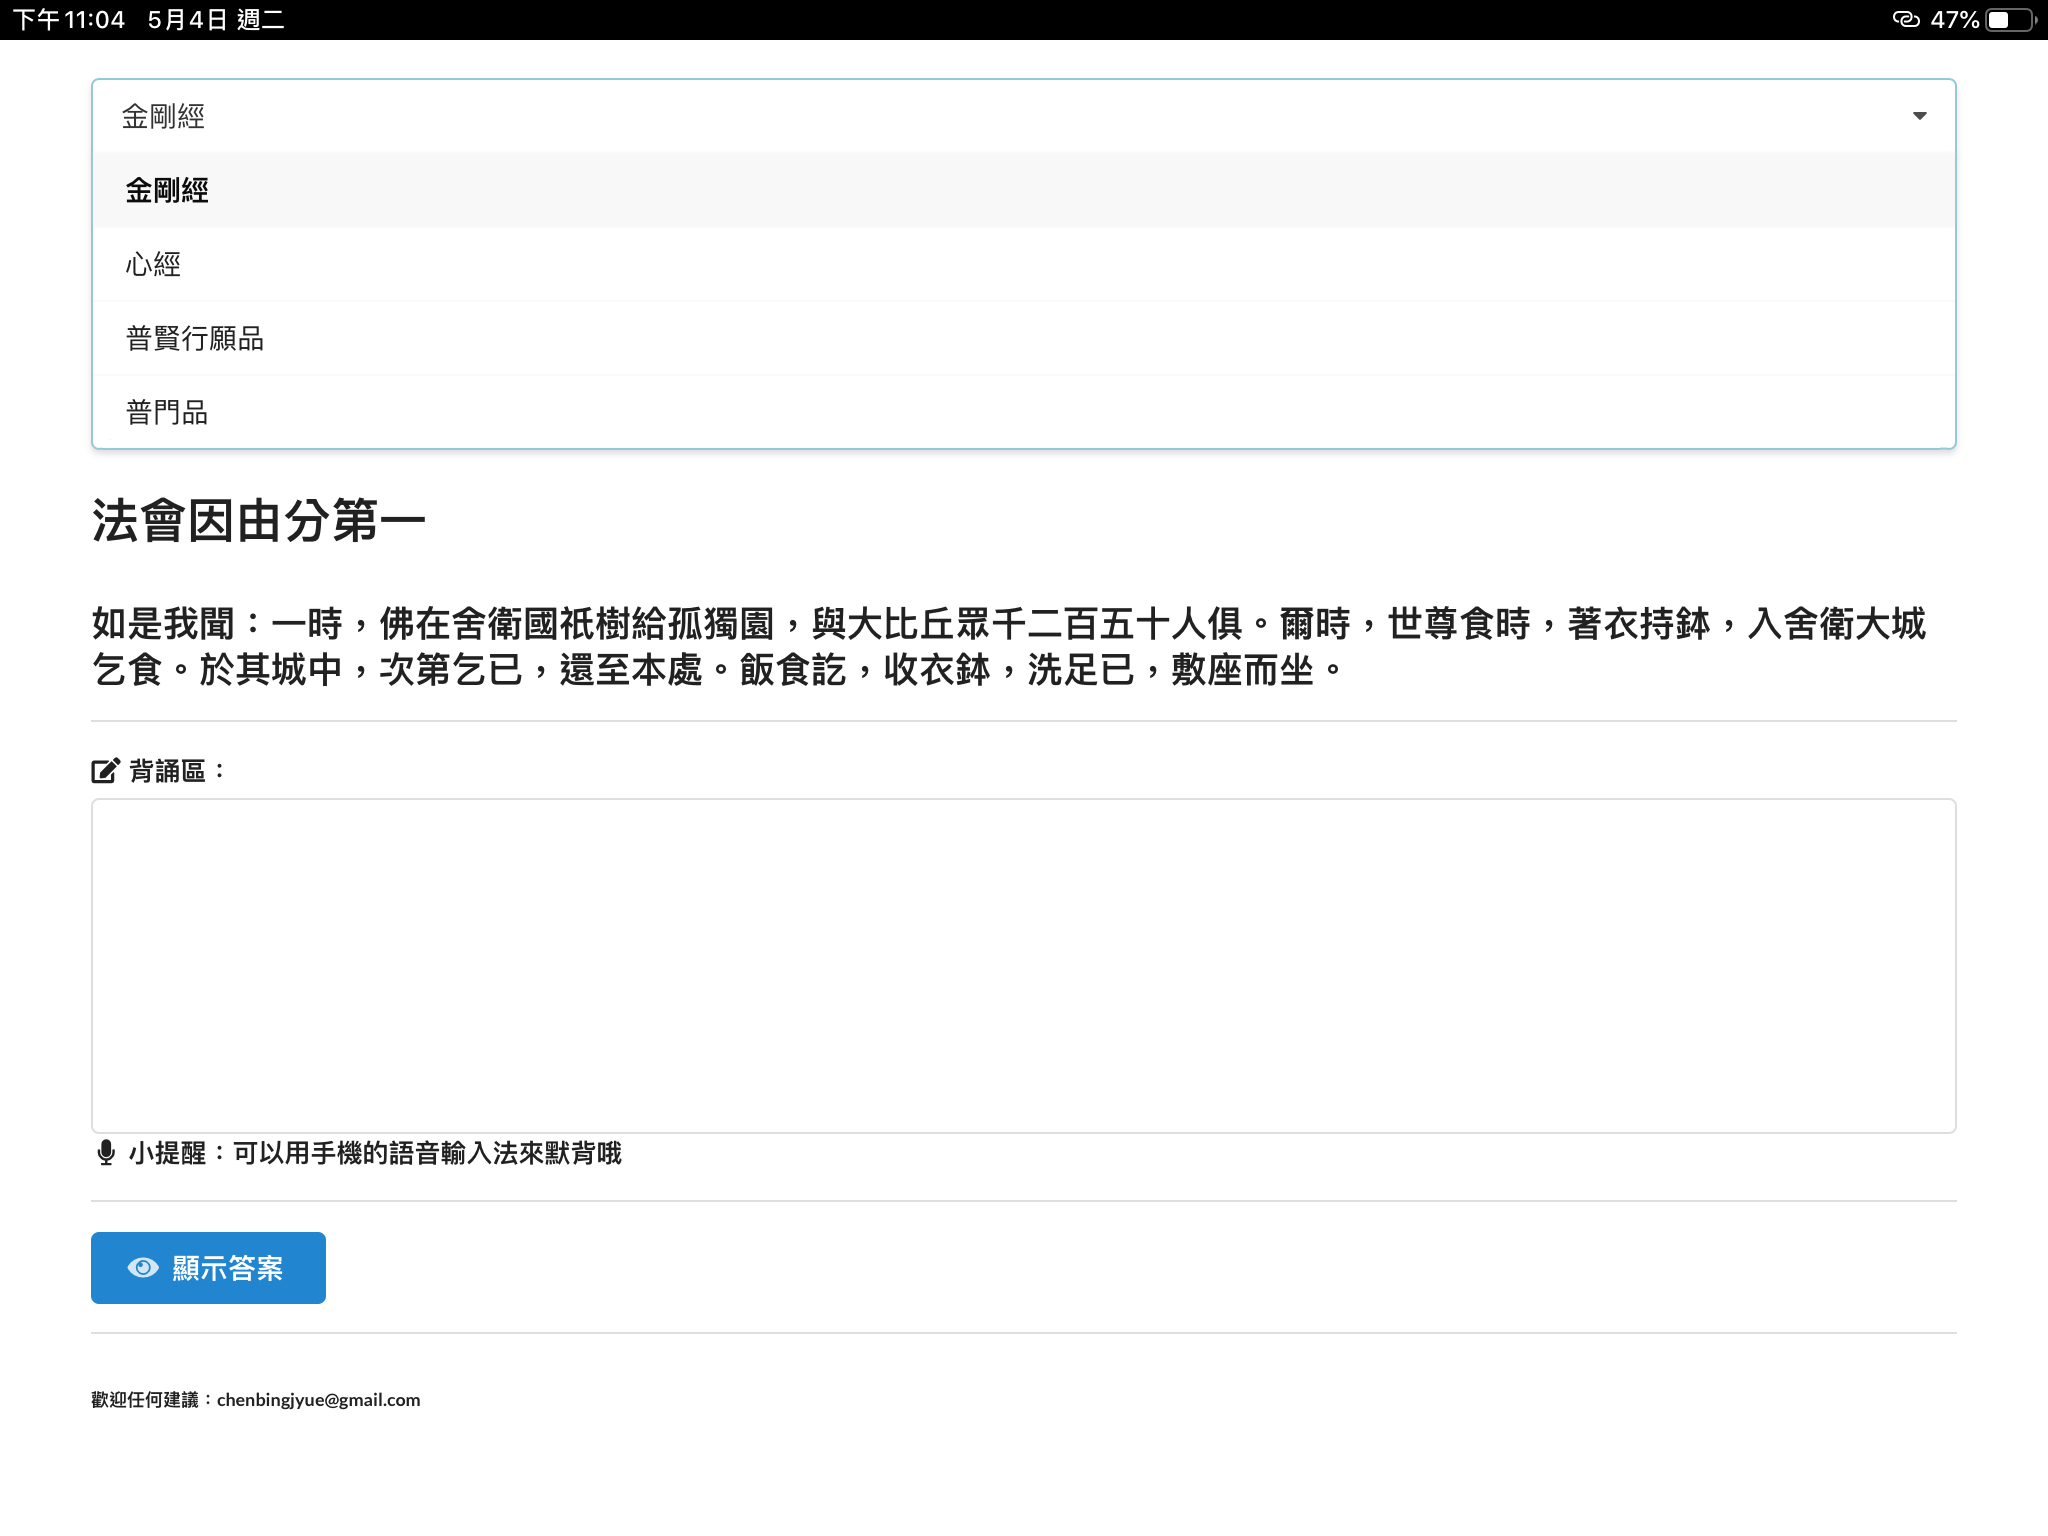 下午11:04 5月4日 週二
47%
金剛經
金剛經
心經
普賢行願品
普門品
法會因由分第一
如是我聞：一時，佛在舍衛國祇樹給孤獨園，與大比丘眾千二百五十人俱。爾時，世尊食時，著衣持鉢，入舍衛大城
乞食。於其城中，次第乞已，還至本處。飯食訖，收衣鉢，洗足已，敷座而坐。
背誦區：
小提醒：可以用手機的語音輸入法來默背哦
顯示答案
歡迎任何建議：chenbingjyue@gmail.com